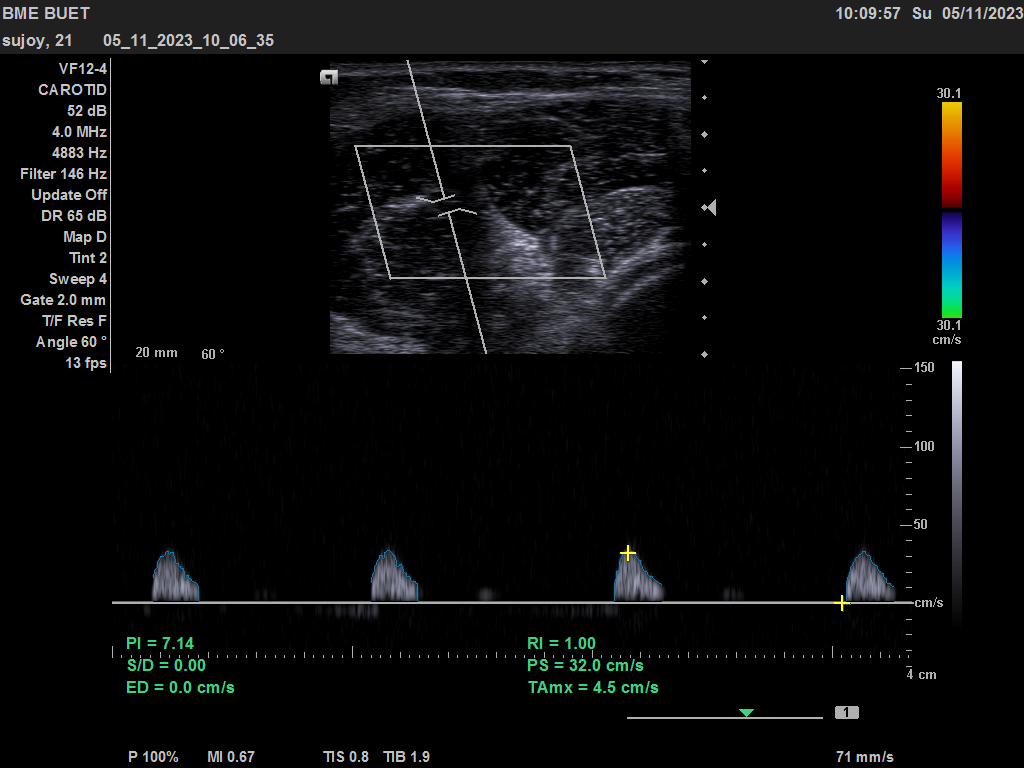 BME BUET
10:09:57 Su 05/11/2023
sujoy, 21 05_11_2023_10_06_35
VF12-4
CAROTID
52 dB
4.0 MHz
4883 Hz
Filter 146 Hz
Update Off
DR 65 dB
Map D
Tint 2
Sweep 4
Gate 2.0 mm
T/F Res F
Angle 60 °
13 fps
20 mm 60 °
30.1
30.1
cm/s
150
100
50
cm/s
PI = 7.14
S/D = 0.00
ED = 0.0 cm/s
RI = 1.00
PS = 32.0 cm/s
TAmx = 4.5 cm/s
4 cm
1
P 100% MI 0.67 TIS 0.8 TIB 1.9 71 mm/s